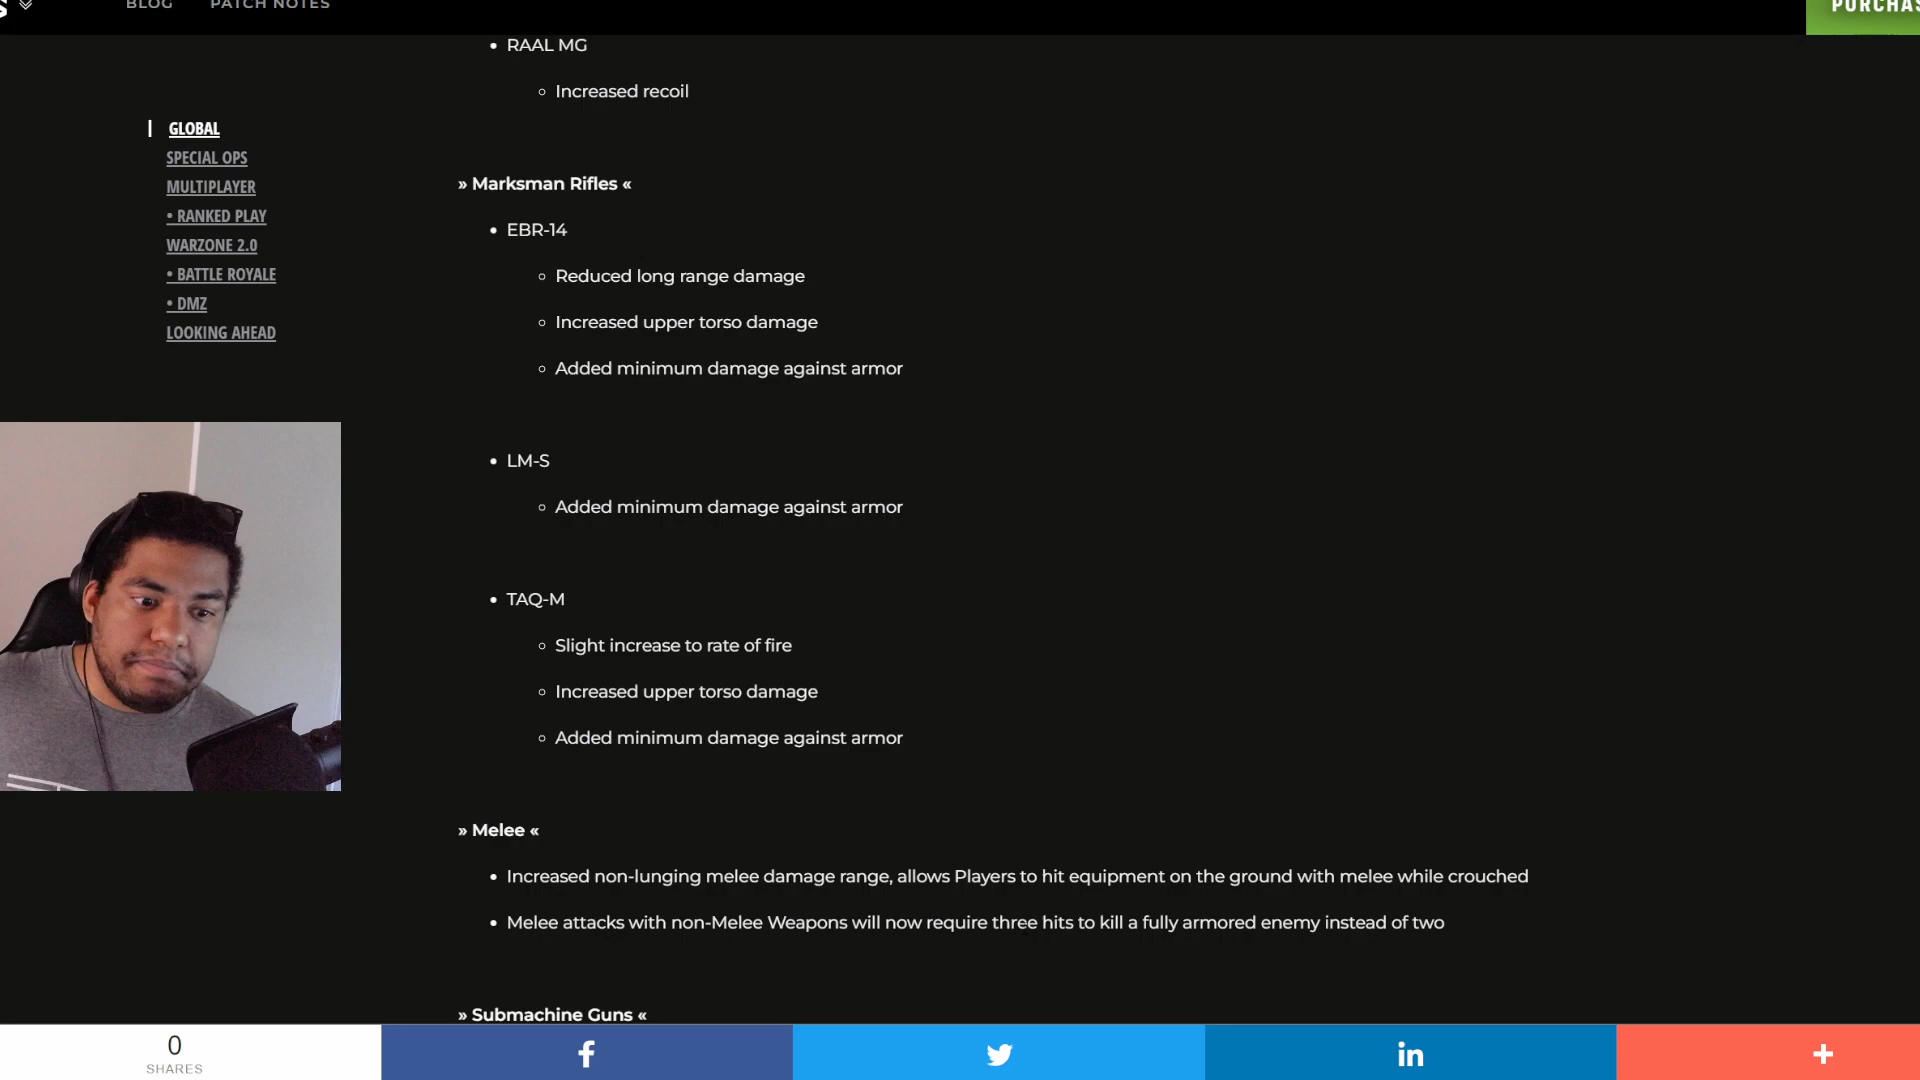 BLOG
PATCH NOTES
RAAL MG
Increased recoil
GLOBAL
SPECIAL OPS
MULTIPLAYER
• RANKED PLAY
WARZONE 2.0
• BATTLE ROYALE
• DMZ
LOOKING AHEAD
» Marksman Rifles «
• EBR-14
Reduced long range damage
Increased upper torso damage
Added minimum damage against armor
• LM-S
Added minimum damage against armor
• TAQ-M
Slight increase to rate of fire
Increased upper torso damage
Added minimum damage against armor
» Melee «
• Increased non-lunging melee damage range, allows Players to hit equipment on the ground with melee while crouched
• Melee attacks with non-Melee Weapons will now require three hits to kill a fully armored enemy instead of two
» Submachine Guns «
0
SHARES